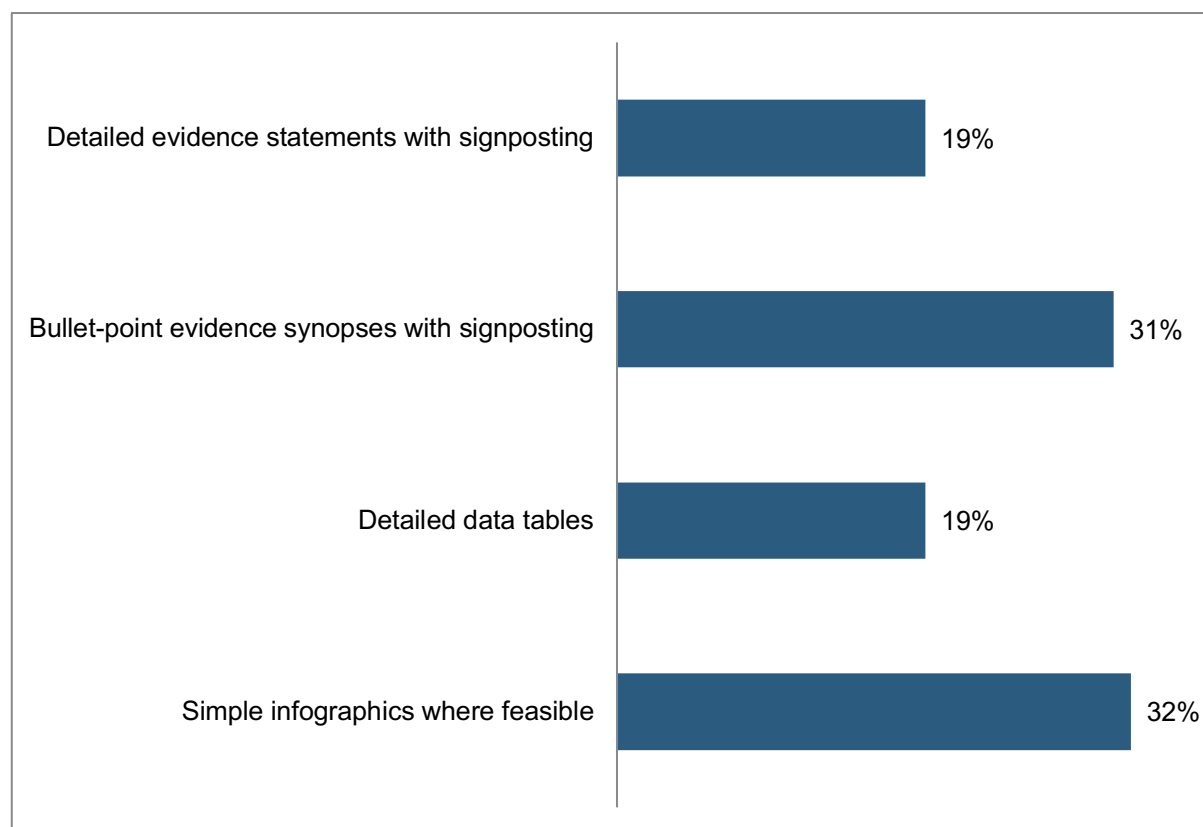 Detailed evidence statements with signposting
19%
Bullet-point evidence synopses with signposting
31%
Detailed data tables
19%
Simple infographics where feasible
32%